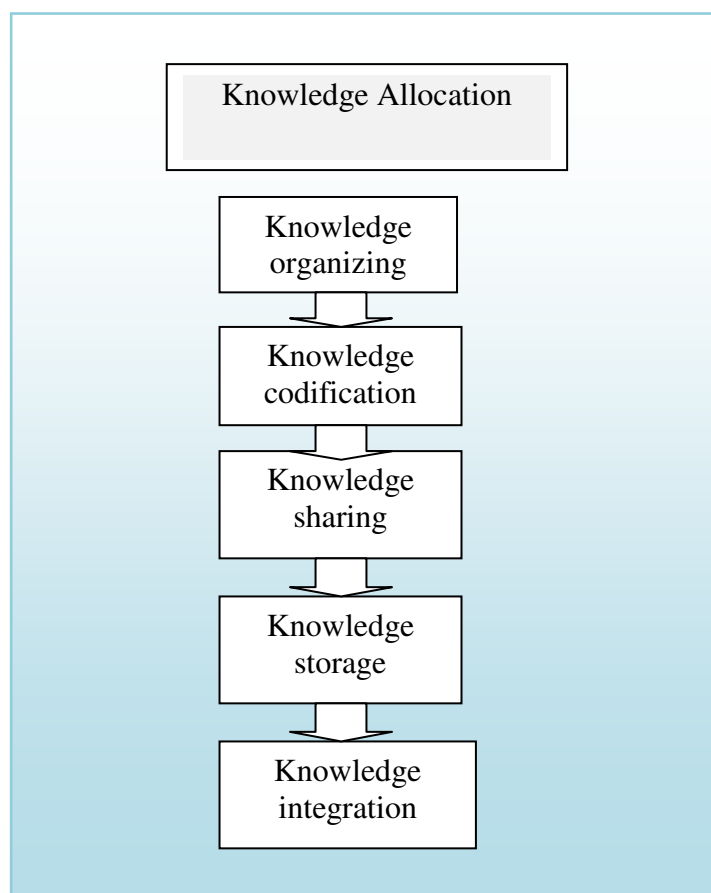 Knowledge Allocation
Knowledge
organizing
Knowledge
codification
Knowledge
sharing
Knowledge
storage
Knowledge
integration